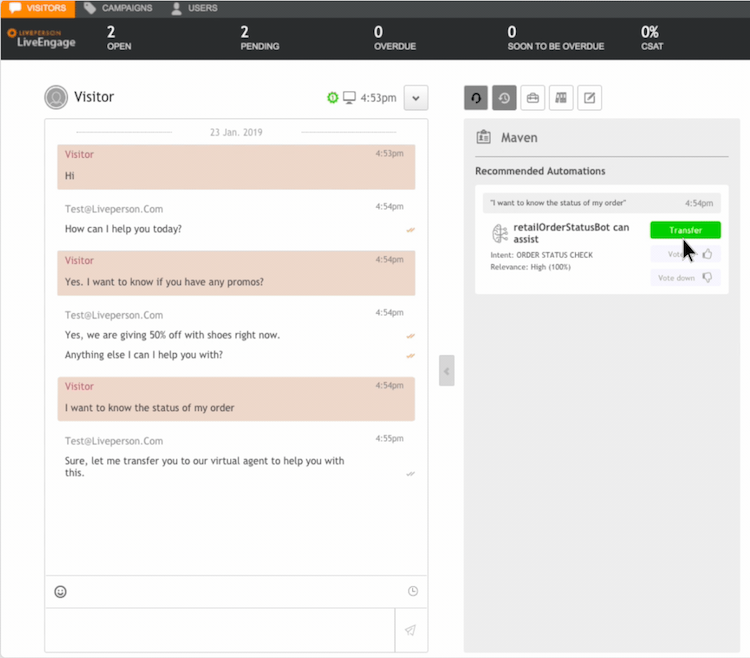 VISITORS
CAMPAIGNS
USERS
LIVEPERSON
LiveEngage
2
OPEN
2
PENDING
0
OVERDUE
0
SOON TO BE OVERDUE
0%
CSAT
Visitor
4:53pm
23 Jan. 2019
Visitor
4:53pm
Hi
Test@Liveperson.Com
4:54pm
How can I help you today?
Visitor
4:54pm
Yes. I want to know if you have any promos?
Test@Liveperson.Com
4:54pm
Yes, we are giving 50% off with shoes right now.
Anything else I can I help you with?
Visitor
4:54pm
I want to know the status of my order
Test@Liveperson.Com
4:55pm
Sure, let me transfer you to our virtual agent to help you with
this.
Maven
Recommended Automations
"I want to know the status of my order"
4:54pm
retailOrderStatusBot can
assist
Intent: ORDER STATUS CHECK
Relevance: High (100%)
Transfer
Vote
Vote down